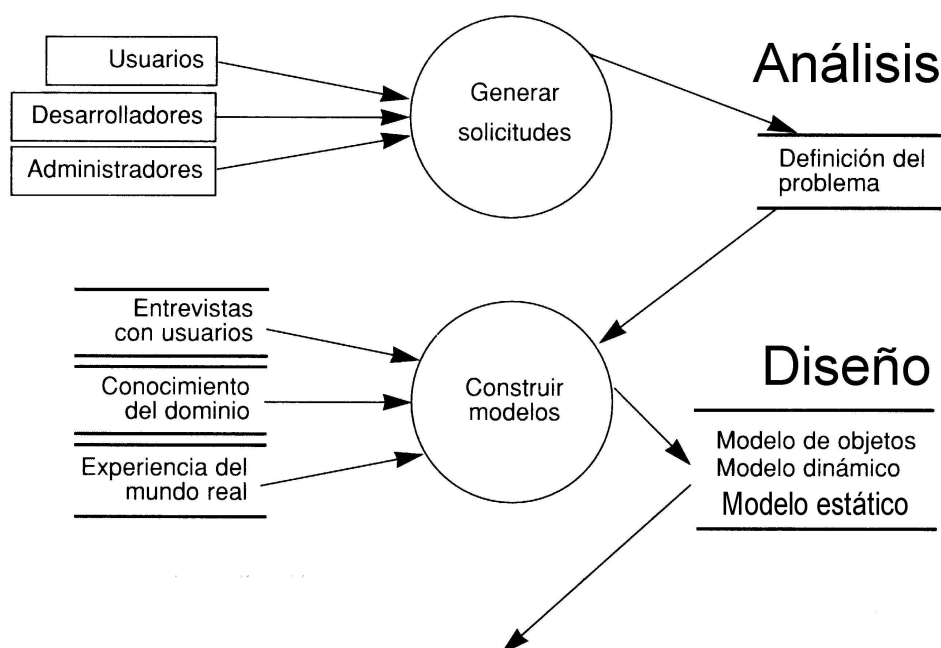 Usuarios
Desarrolladores
Administradores
Generar
solicitudes
Análisis
Definición del
problema
Entrevistas
con usuarios
Conocimiento
del dominio
Experiencia del
mundo real
Construir
modelos
Diseño
Modelo de objetos
Modelo dinámico
Modelo estático